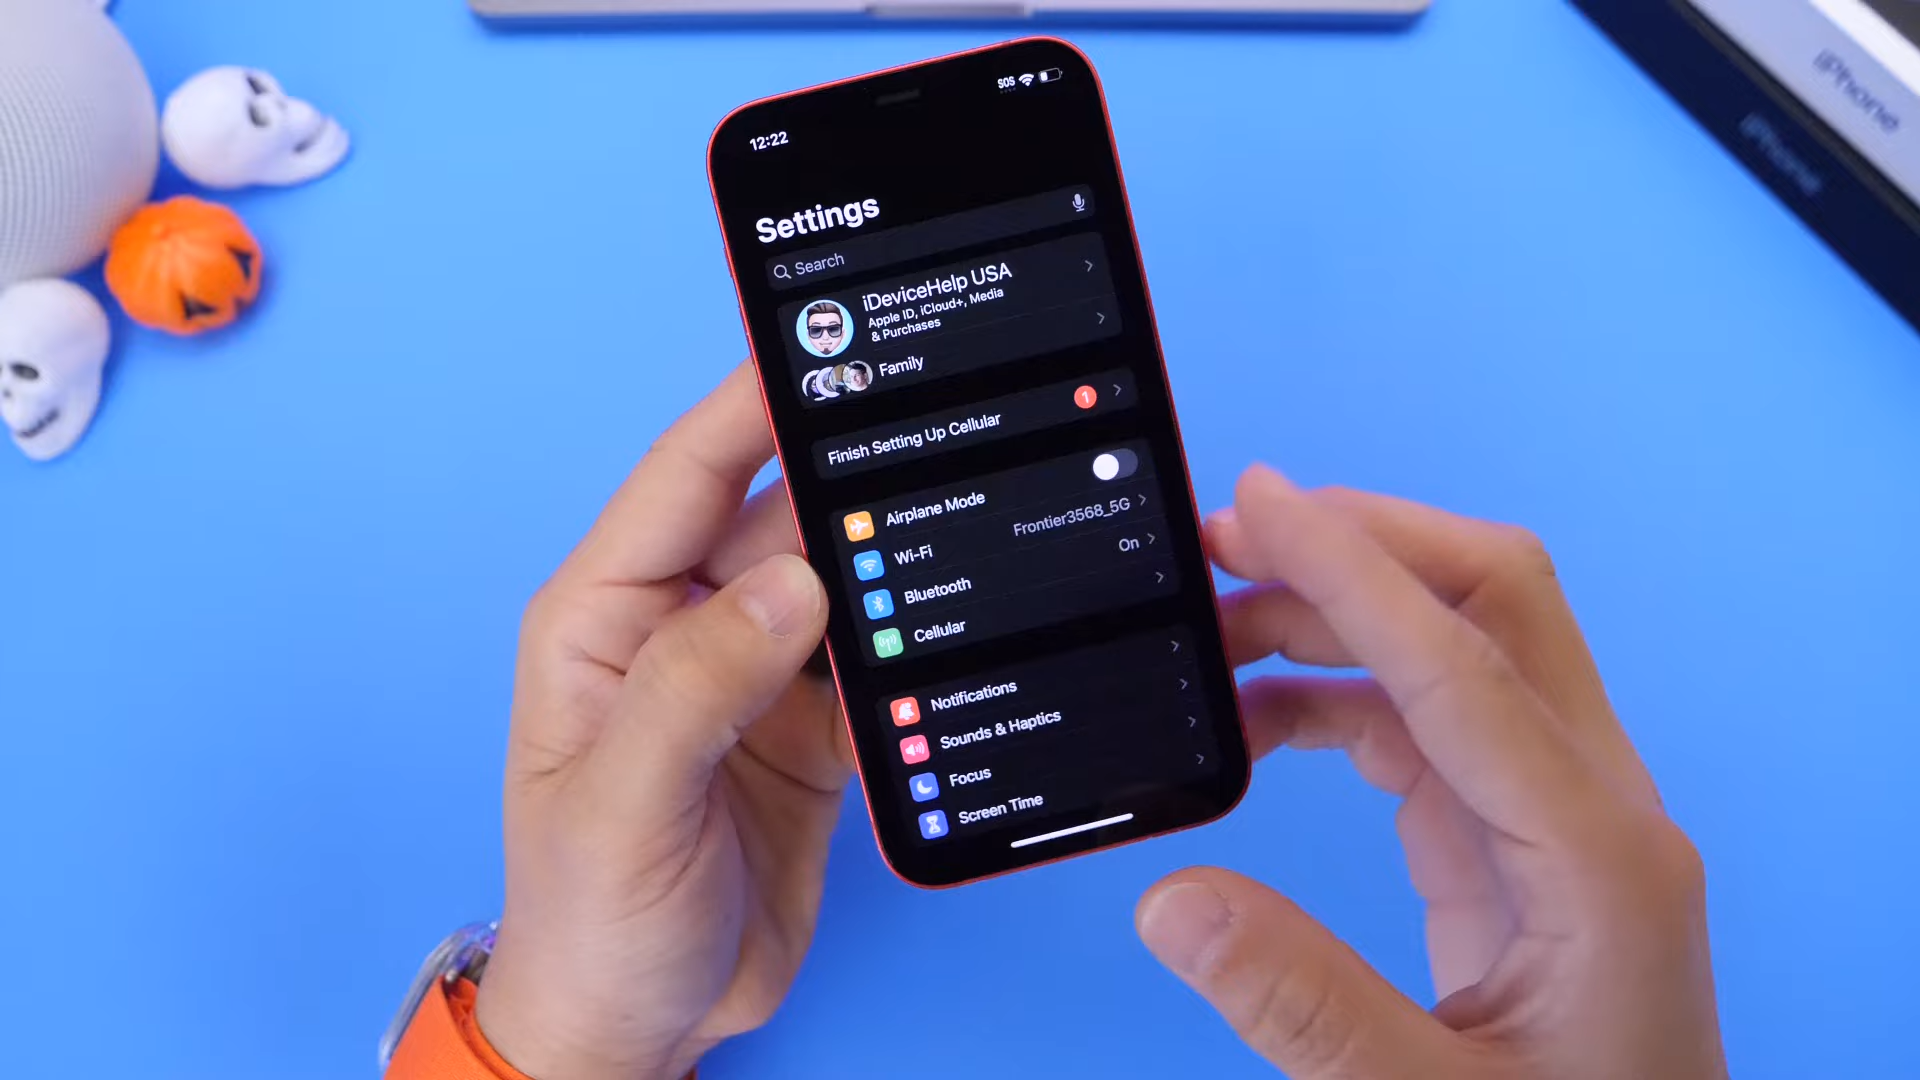 iPhone
iPhone
SOS
12:22
Settings
Search
iDeviceHelp USA
Apple ID, iCloud+, Media
& Purchases
Family
Finish Setting Up Cellular
1
Airplane Mode
Wi-Fi
Frontier3568_5G
Bluetooth
On
Cellular
Notifications
Sounds & Haptics
Focus
Screen Time